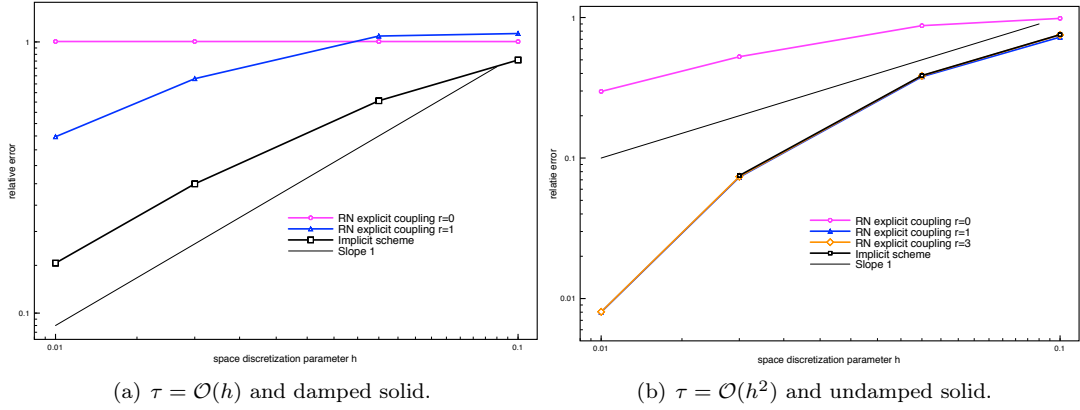 1
0.1
0.01
0.1
relative error
space discretization parameter h
RN explicit coupling r=0
RN explicit coupling r=1
Implicit scheme
Slope 1
(a) τ = O(h) and damped solid.
1
0.1
0.01
0.01
0.1
relatie error
space discretization parameter h
RN explicit coupling r=0
RN explicit coupling r=1
RN explicit coupling r=3
Implicit scheme
Slope 1
(b) τ = O(h²) and undamped solid.